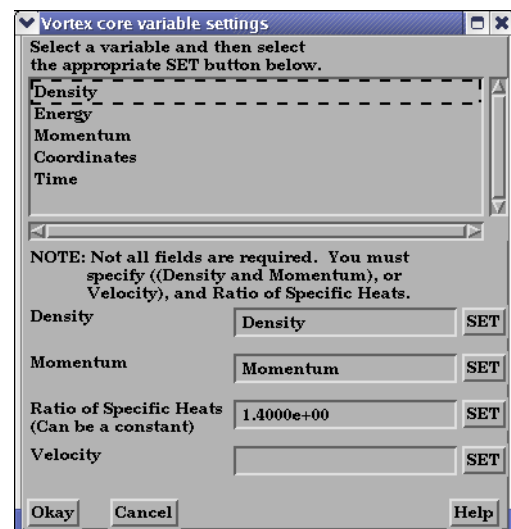 Vortex core variable settings
Select a variable and then select
the appropriate SET button below.
Density
Energy
Momentum
Coordinates
Time
NOTE: Not all fields are required. You must
specify ((Density and Momentum), or
Velocity), and Ratio of Specific Heats.
Density Density SET
Momentum Momentum SET
Ratio of Specific Heats 1.4000e+00 SET
(Can be a constant)
Velocity SET
Okay Cancel Help